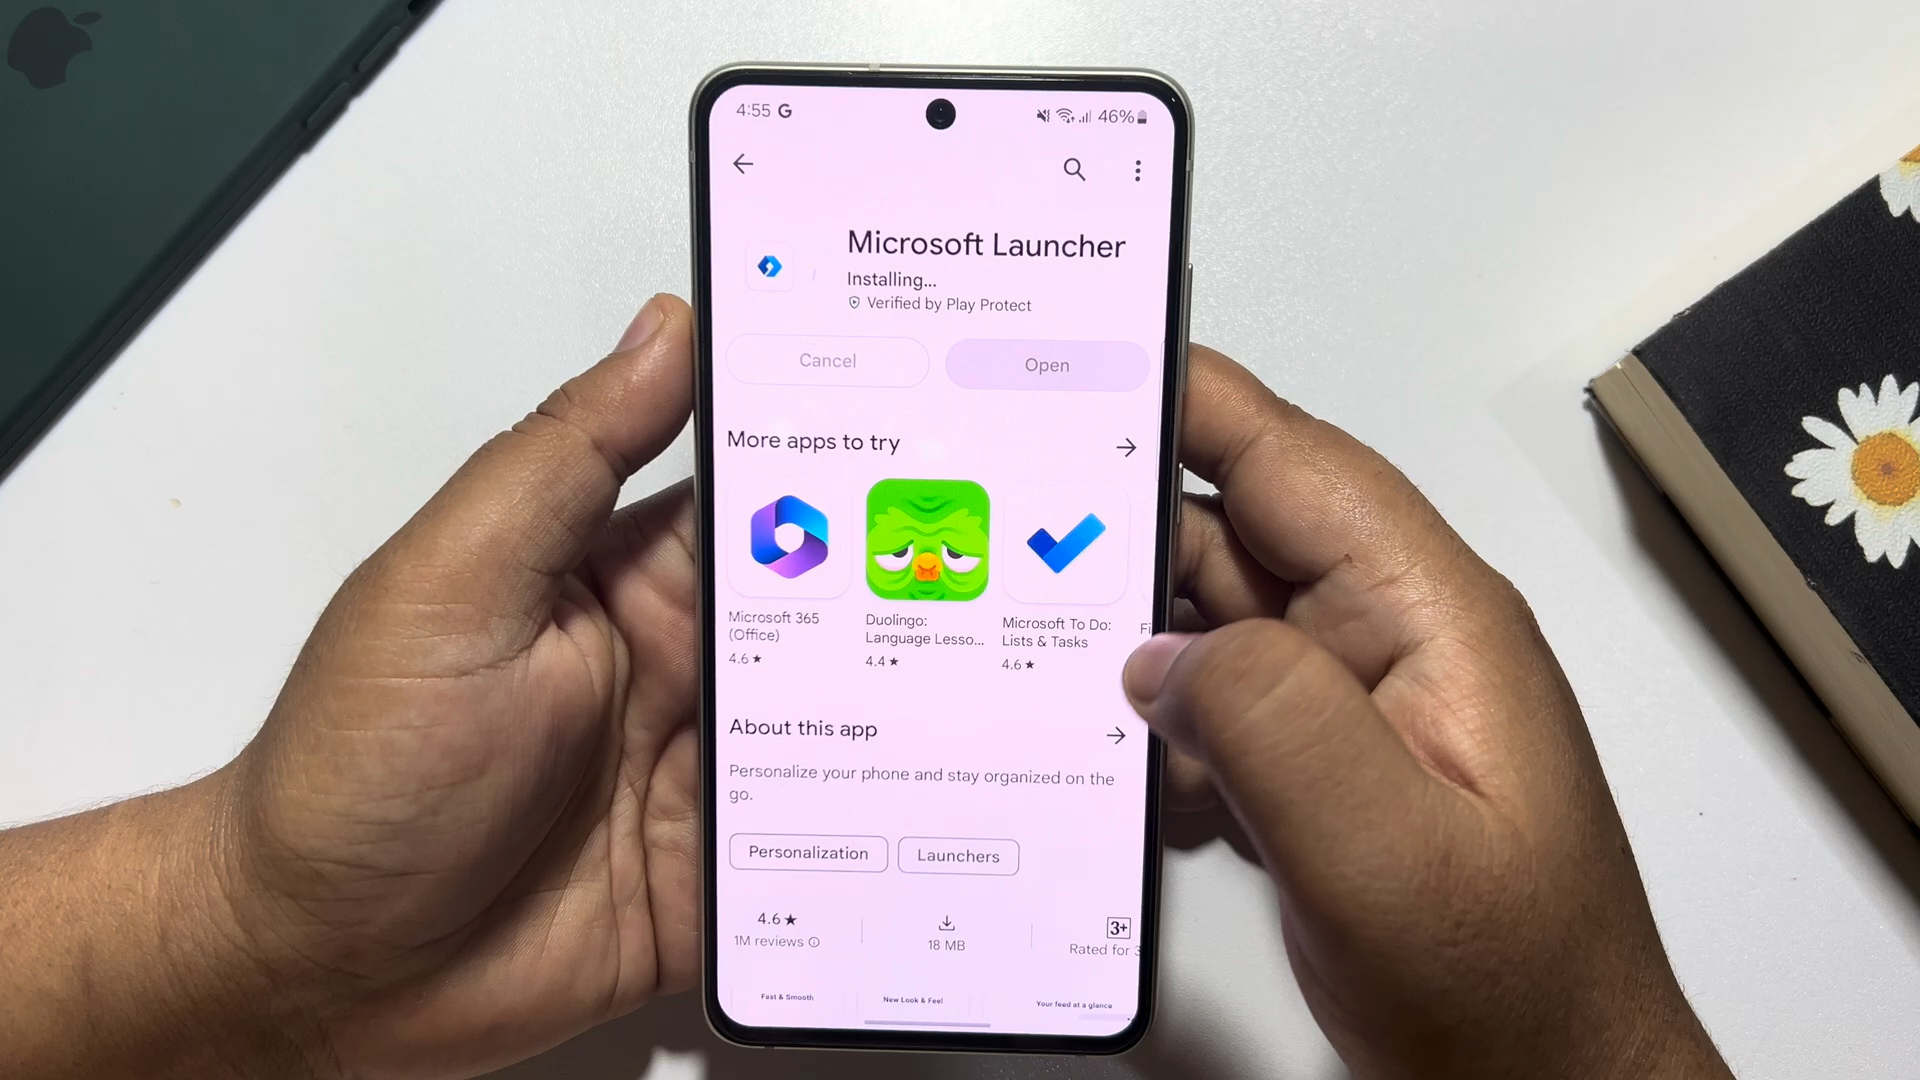 4:55 G
46%
Microsoft Launcher
Installing...
Verified by Play Protect
Cancel
Open
More apps to try
Microsoft 365
(Office)
4.6★
Duolingo:
Language Lesso...
4.4★
Microsoft To Do:
Lists & Tasks
4.6★
Fi
About this app
Personalize your phone and stay organized on the
go.
Personalization
Launchers
4.6★
1M reviews
18 MB
3+
Rated for 3
Fast & Smooth
New Look & Feel
Your feed at a glance